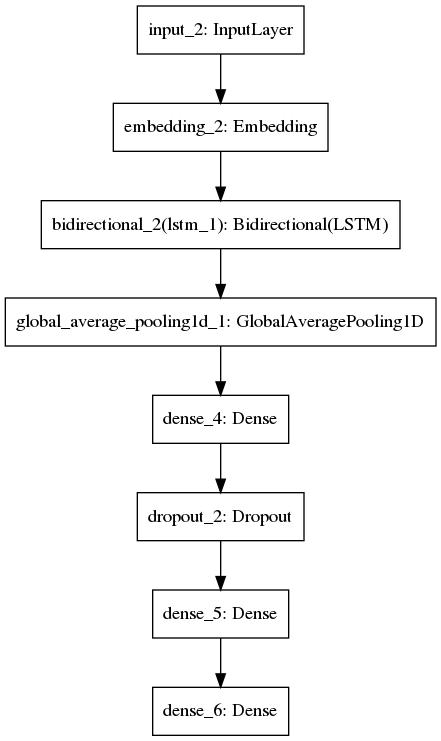 input_2: InputLayer
embedding_2: Embedding
bidirectional_2(lstm_1): Bidirectional(LSTM)
global_average_pooling1d_1: GlobalAveragePooling1D
dense_4: Dense
dropout_2: Dropout
dense_5: Dense
dense_6: Dense